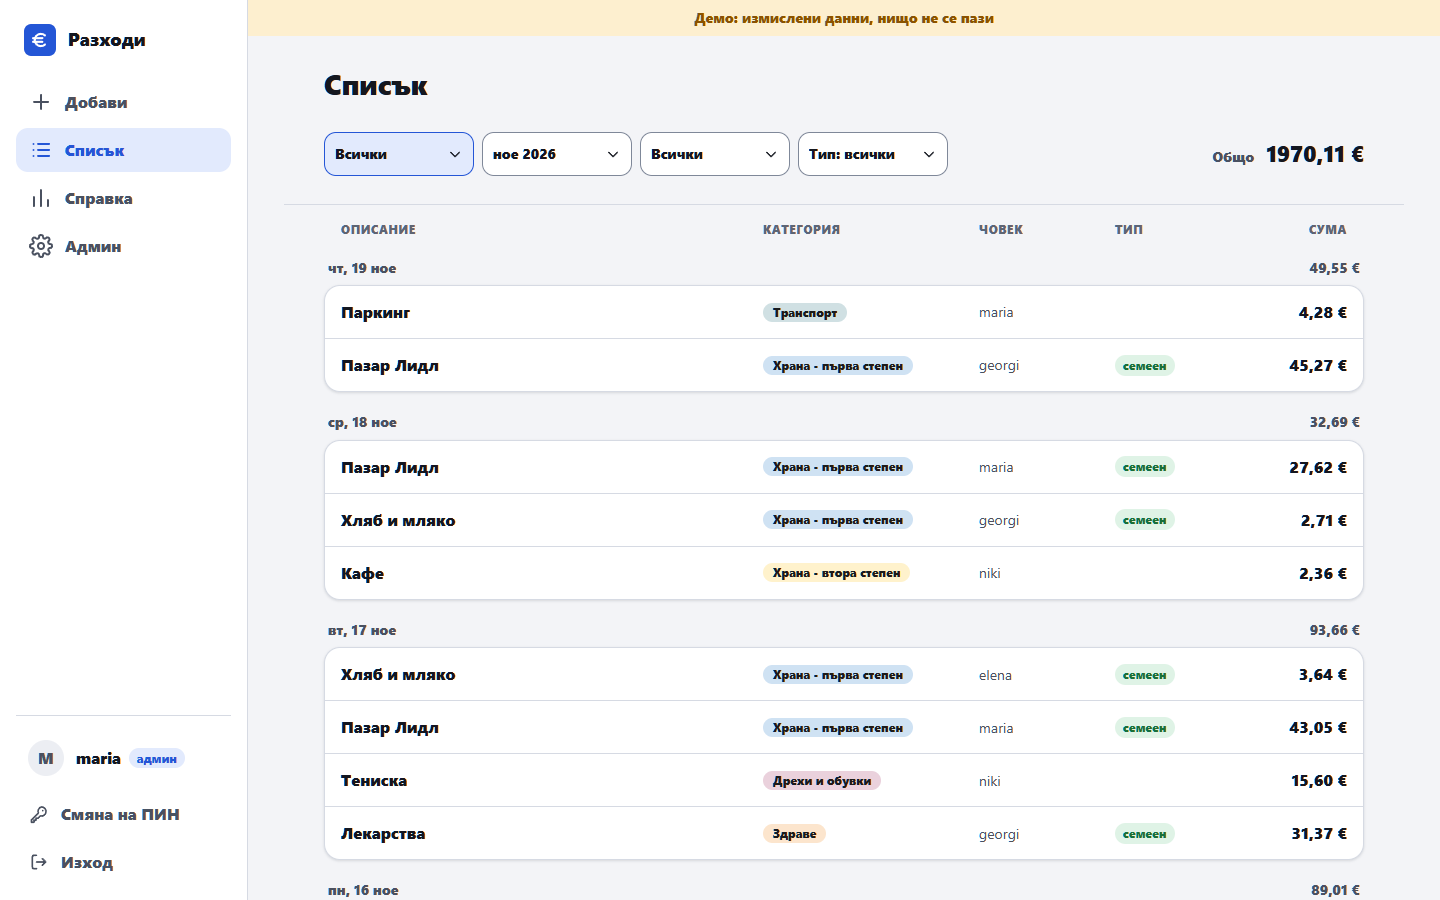 Демо: измислени данни, нищо не се пази
€ Разходи
Добави
Списък
Справка
Админ
M maria админ
Смяна на ПИН
Изход
Списък
Всички ное 2026 Всички Тип: всички Общо 1970,11 €
ОПИСАНИЕ КАТЕГОРИЯ ЧОВЕК ТИП СУМА
чт, 19 ное 49,55 €
Паркинг Транспорт maria 4,28 €
Пазар Лидл Храна - първа степен georgi семеен 45,27 €
ср, 18 ное 32,69 €
Пазар Лидл Храна - първа степен maria семеен 27,62 €
Хляб и мляко Храна - първа степен georgi семеен 2,71 €
Кафе Храна - втора степен niki 2,36 €
вт, 17 ное 93,66 €
Хляб и мляко Храна - първа степен elena семеен 3,64 €
Пазар Лидл Храна - първа степен maria семеен 43,05 €
Тениска Дрехи и обувки niki 15,60 €
Лекарства Здраве georgi семеен 31,37 €
пн, 16 ное 89,01 €